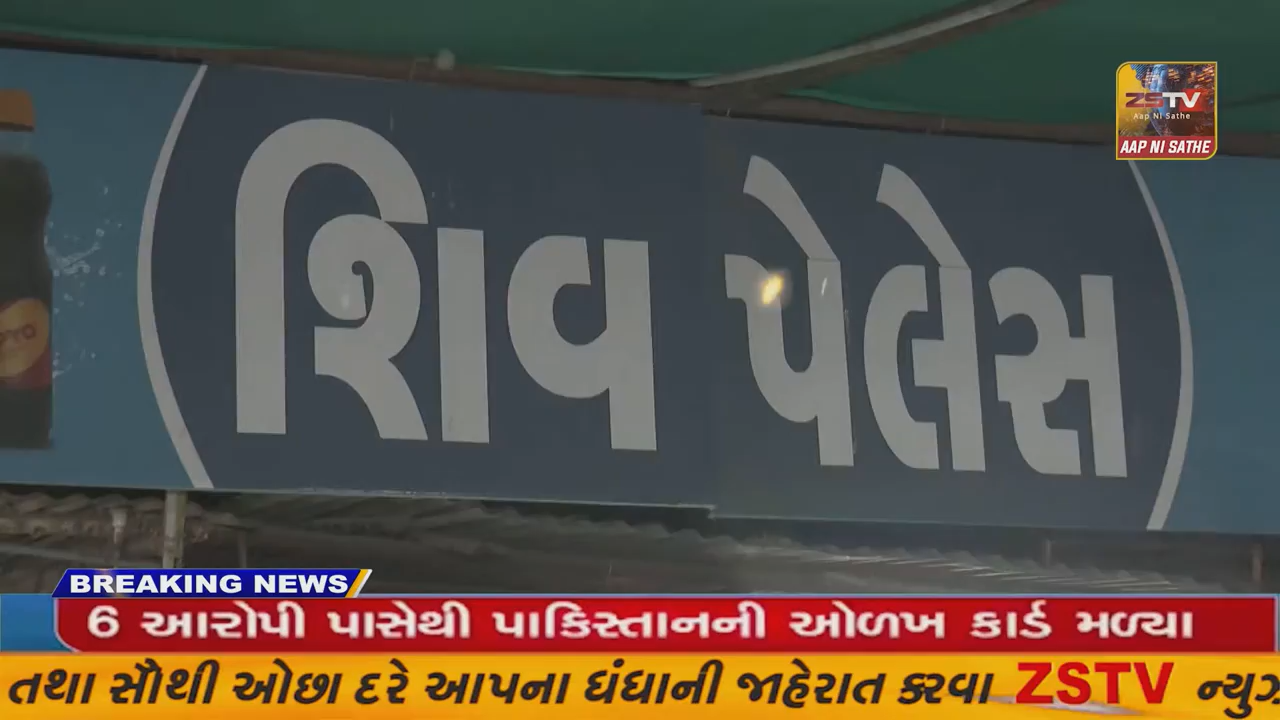 શિવ પેલેસ
ZSTV
Aap Ni Sathe
AAP NI SATHE
BREAKING NEWS
6 આરોપી પાસેથી પાકિસ્તાનની ઓળખ કાર્ડ મળ્યા
તથા સૌથી ઓછા દરે આપના ધંધાની જાહેરાત કરવા ZSTV ન્યુઝ